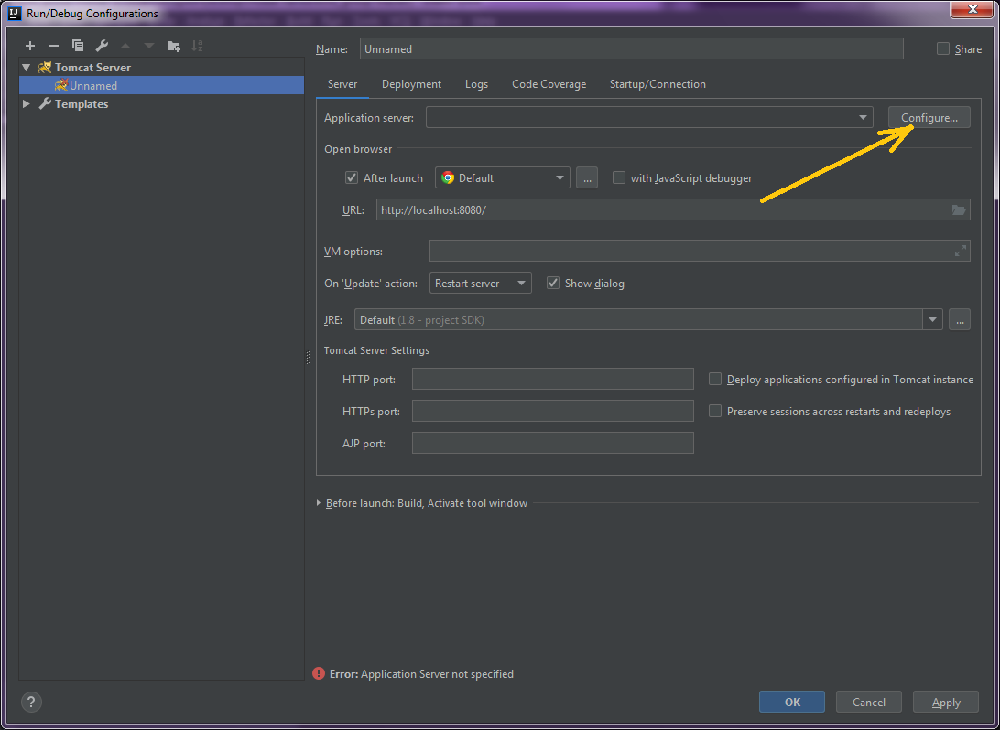 Run/Debug Configurations
Tomcat Server
Unnamed
Templates
Name: Unnamed Share
Server Deployment Logs Code Coverage Startup/Connection
Application server: Configure...
Open browser
After launch Default ... with JavaScript debugger
URL: http://localhost:8080/
VM options:
On 'Update' action: Restart server Show dialog
JRE: Default (1.8 - project SDK) ...
Tomcat Server Settings
HTTP port: Deploy applications configured in Tomcat instance
HTTPs port: Preserve sessions across restarts and redeploys
AJP port:
Before launch: Build, Activate tool window
Error: Application Server not specified
? OK Cancel Apply